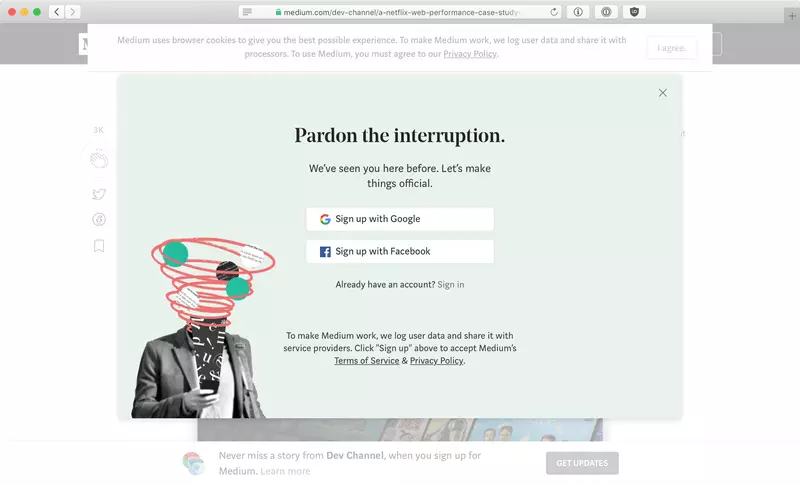 medium.com/dev-channel/a-netflix-web-performance-case-study-
Medium uses browser cookies to give you the best possible experience. To make Medium work, we log user data and share it with
processors. To use Medium, you must agree to our Privacy Policy.
I agree.
Pardon the interruption.
We've seen you here before. Let's make
things official.
3K
Sign up with Google
Sign up with Facebook
Already have an account? Sign in
To make Medium work, we log user data and share it with
service providers. Click "Sign up" above to accept Medium's
Terms of Service & Privacy Policy.
Never miss a story from Dev Channel, when you sign up for
Medium. Learn more
GET UPDATES